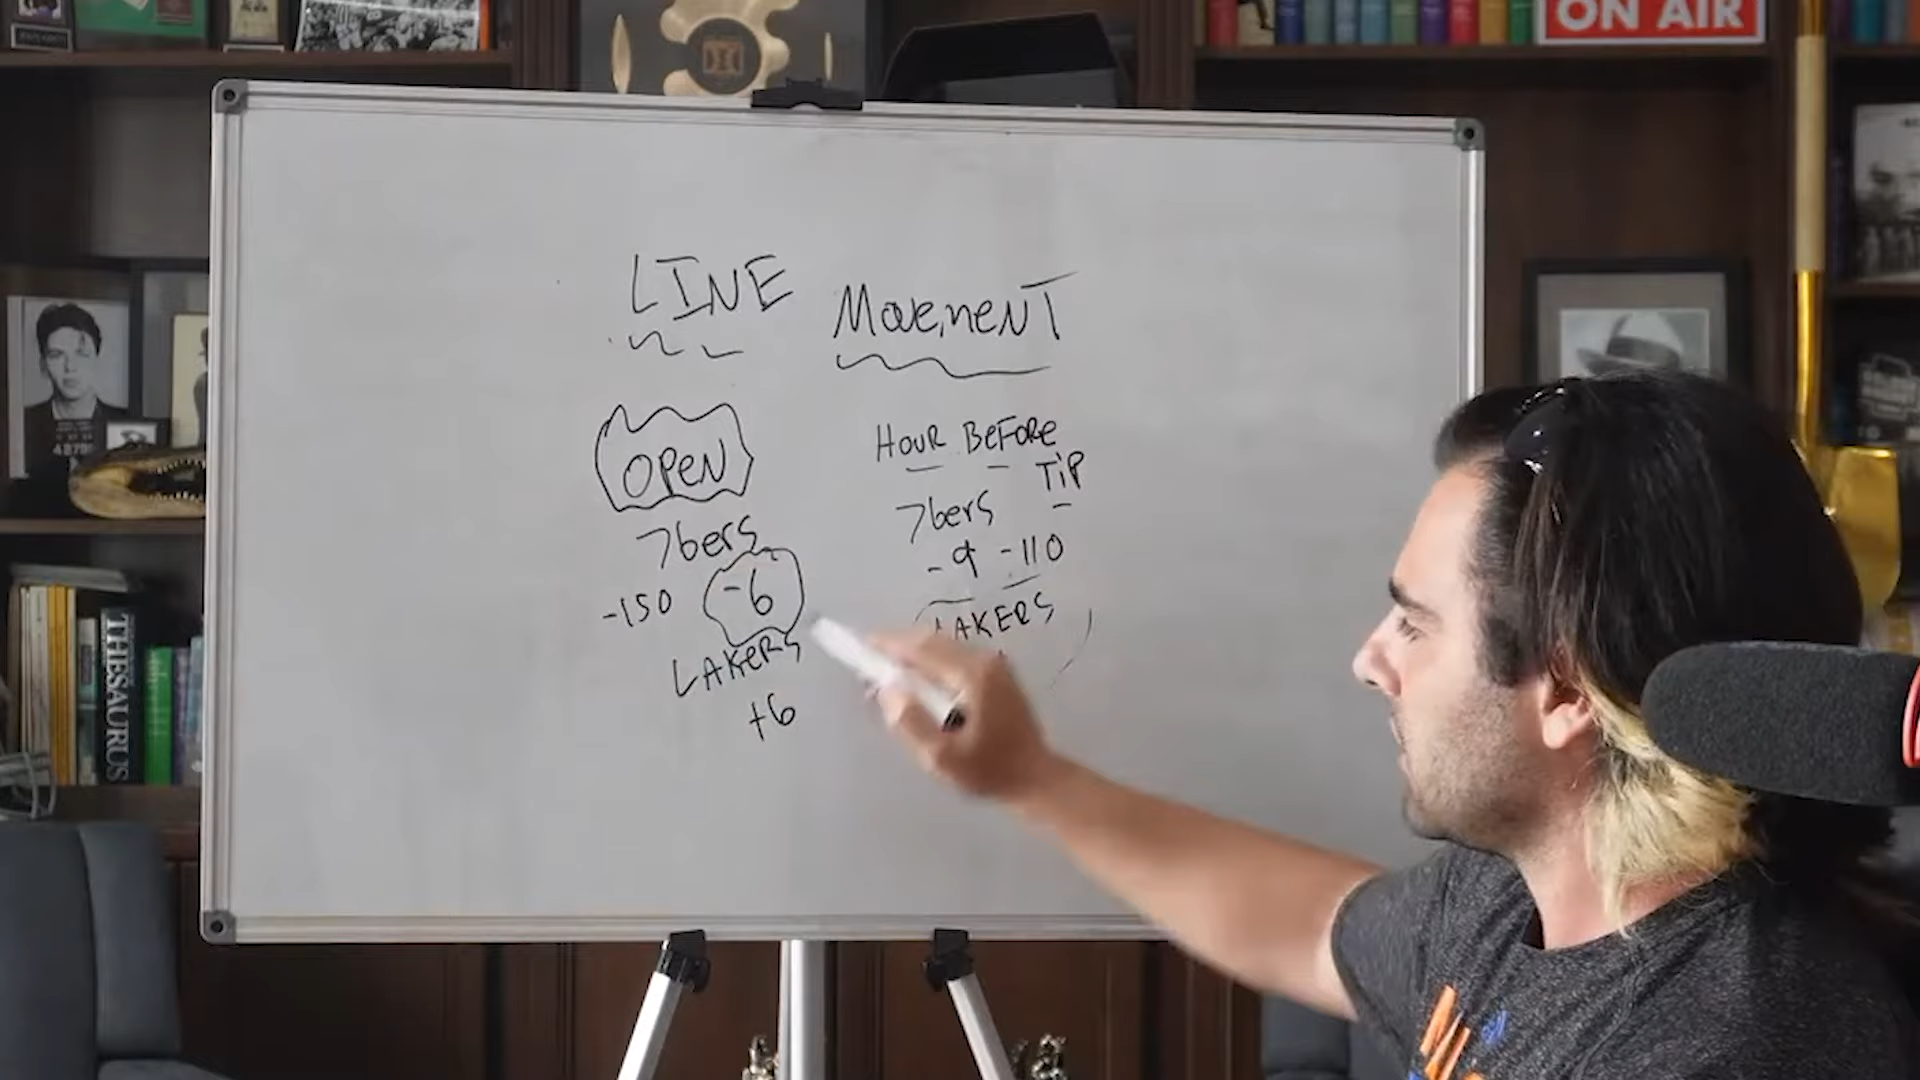 ON AIR
LINE MOVEMENT
OPEN
76ers
-150 -6
LAKERS
+6
HOUR BEFORE
TIP
76ers
-9 -110
LAKERS
THESAURUS